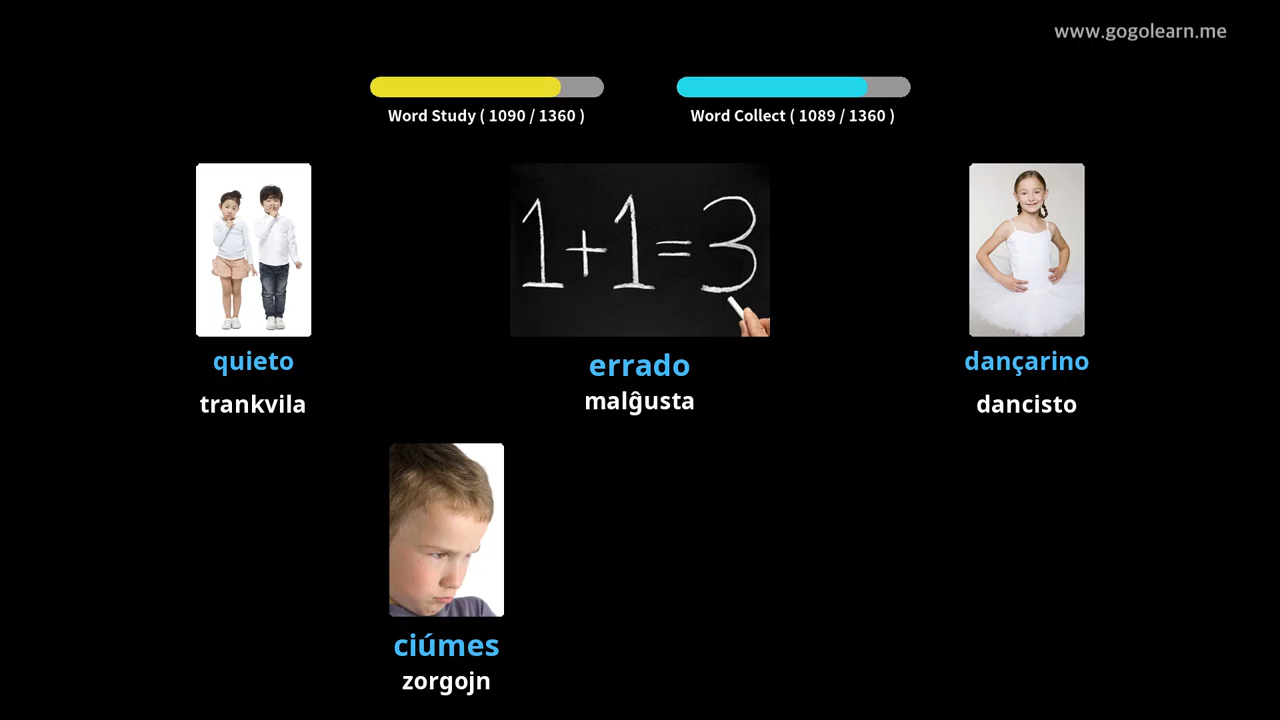 www.gogolearn.me
Word Study ( 1090 / 1360 )
Word Collect ( 1089 / 1360 )
1+1=3
quieto
errado
dançarino
trankvila
malĝusta
dancisto
ciúmes
zorgojn